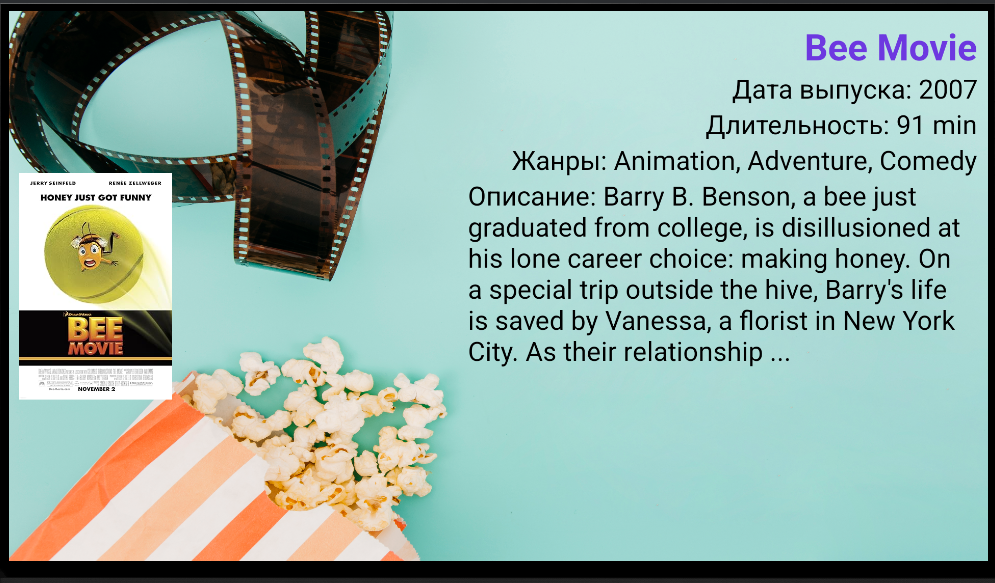 Bee Movie
Дата выпуска: 2007
Длительность: 91 min
Жанры: Animation, Adventure, Comedy
Описание: Barry B. Benson, a bee just
graduated from college, is disillusioned at
his lone career choice: making honey. On
a special trip outside the hive, Barry's life
is saved by Vanessa, a florist in New York
City. As their relationship ...
JERRY SEINFELD RENÉE ZELLWEGER
HONEY JUST GOT FUNNY
BEE
MOVIE
NOVEMBER 2